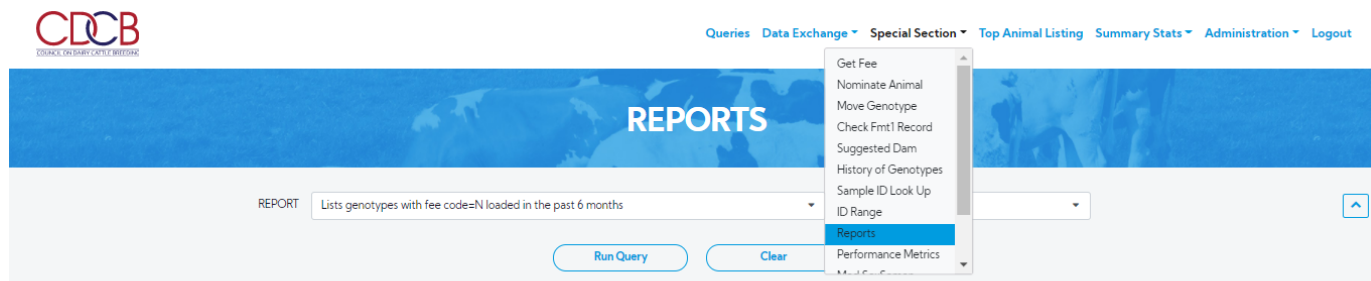 CDCB
COUNCIL ON DAIRY CATTLE BREEDING
Queries Data Exchange Special Section Top Animal Listing Summary Stats Administration Logout
Get Fee
Nominate Animal
Move Genotype
Check Fmt1 Record
Suggested Dam
History of Genotypes
Sample ID Look Up
ID Range
Reports
Performance Metrics
REPORTS
REPORT Lists genotypes with fee code=N loaded in the past 6 months
Run Query Clear